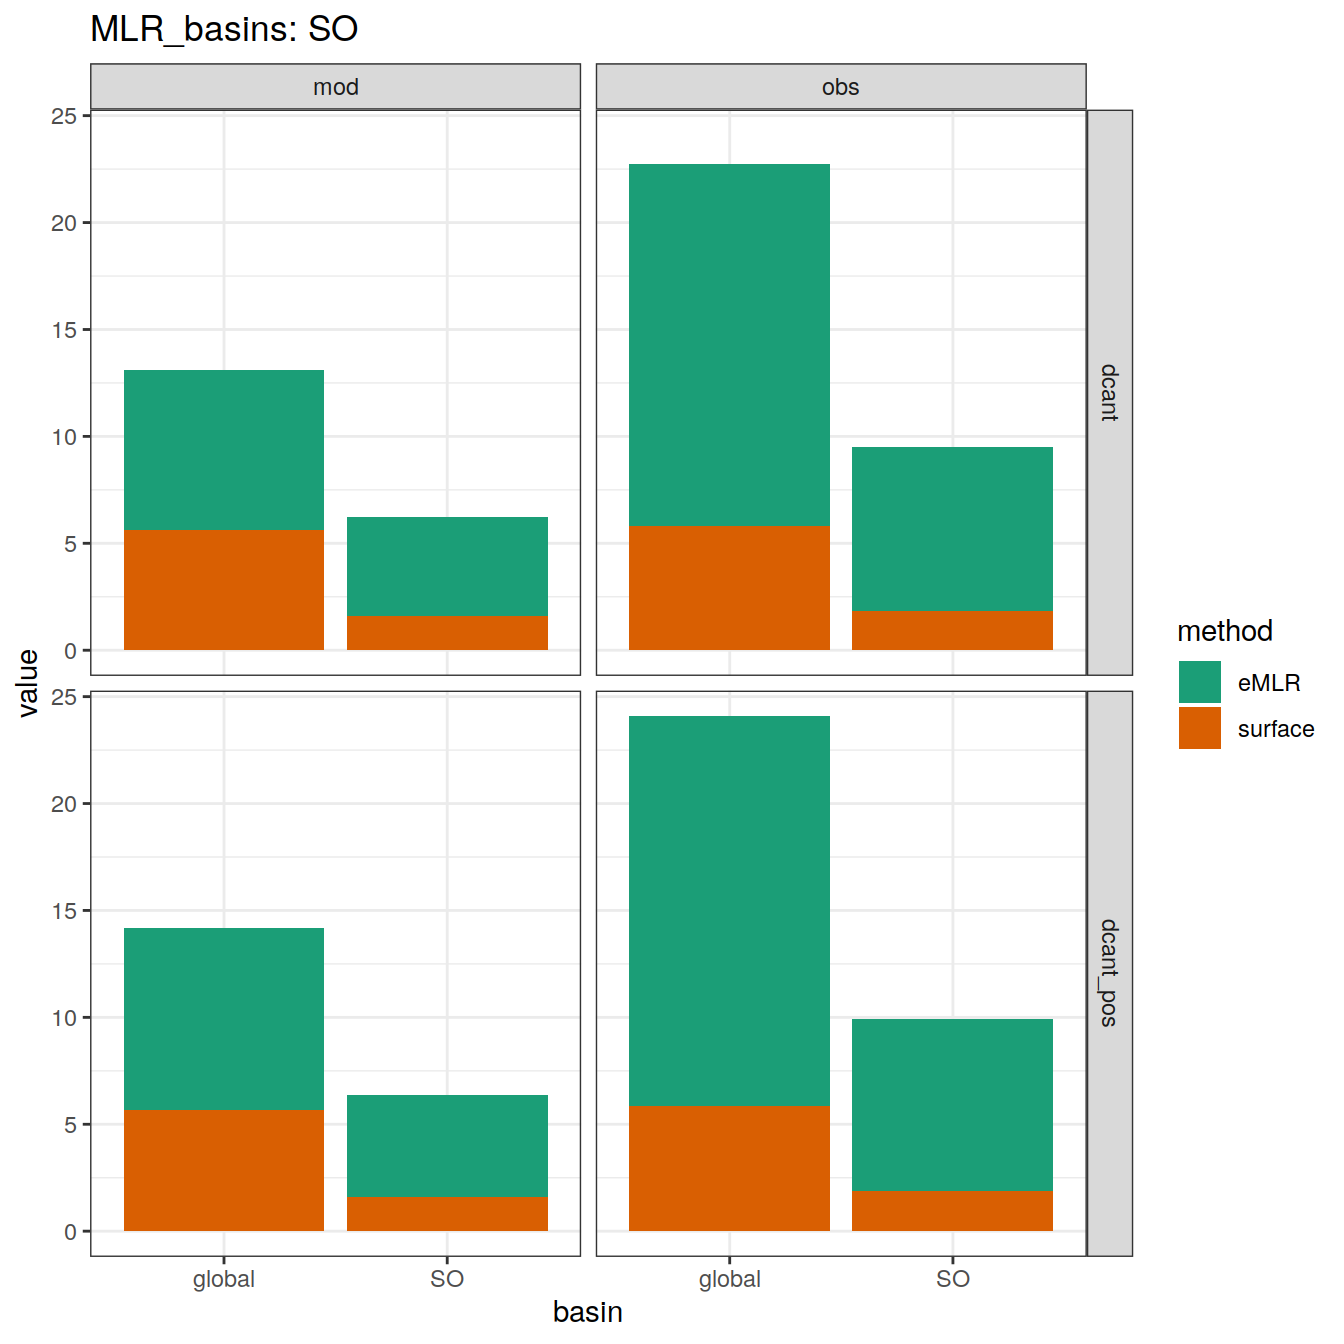 MLR_basins: SO
mod
obs
25
20
15
10
5
0
dcant
25
20
15
10
5
0
dcant_pos
value
global
SO
global
SO
basin
method
eMLR
surface